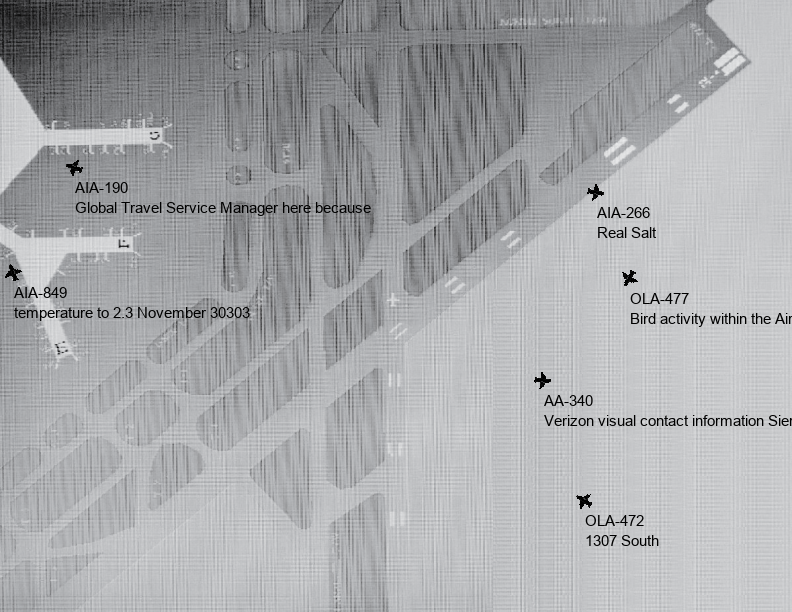 AIA-190
Global Travel Service Manager here because
AIA-266
Real Salt
AIA-849
temperature to 2.3 November 30303
OLA-477
Bird activity within the Air
AA-340
Verizon visual contact information Sier
OLA-472
1307 South